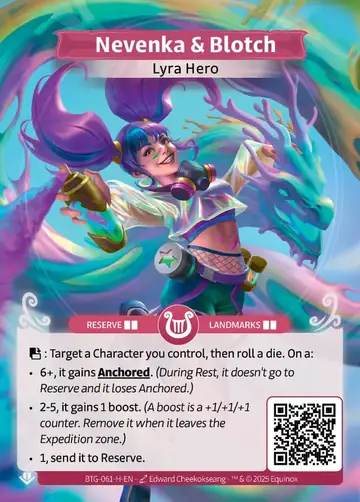 Nevenka & Blotch
Lyra Hero
RESERVE
LANDMARKS
: Target a Character you control, then roll a die. On a:
• 6+, it gains Anchored. (During Rest, it doesn't go to
Reserve and it loses Anchored.)
• 2-5, it gains 1 boost. (A boost is a +1/+1/+1
counter. Remove it when it leaves the
Expedition zone.)
• 1, send it to Reserve.
BTG-061-H-EN - Edward Cheekokseang - ™ & © 2025 Equinox